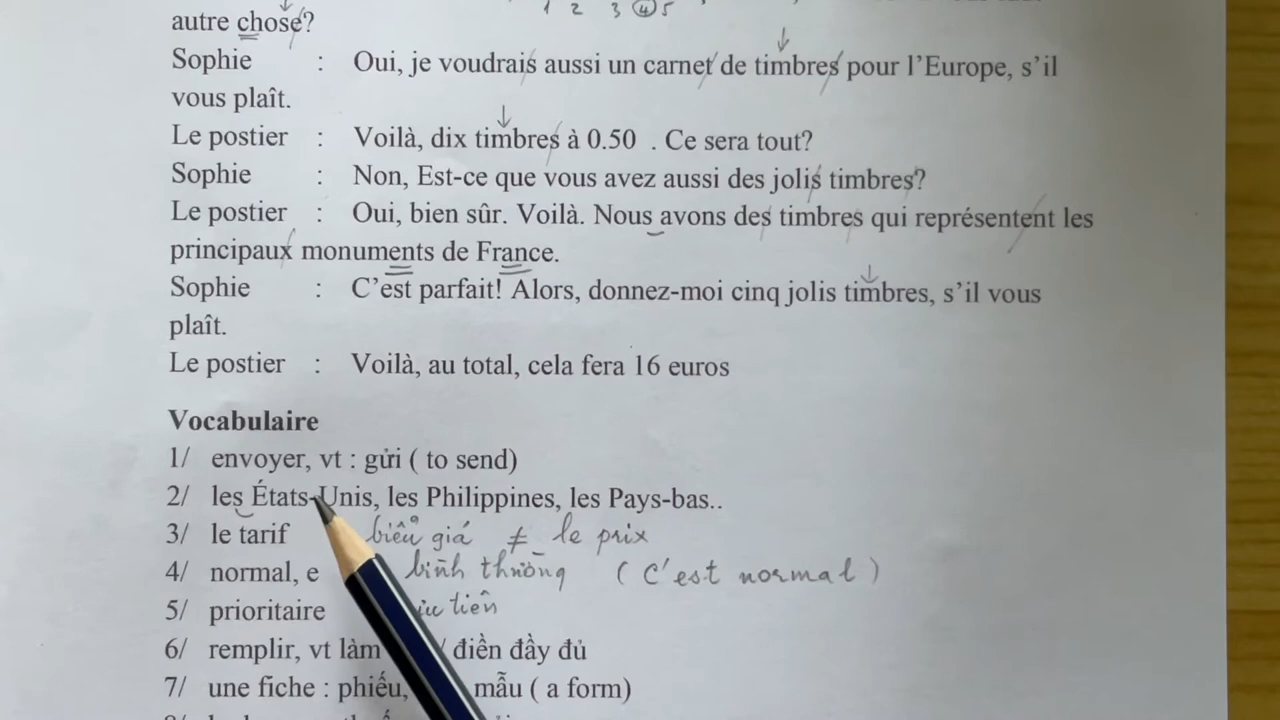 1 2 3 4 5
autre chose?
Sophie : Oui, je voudrais aussi un carnet de timbres pour l'Europe, s'il
vous plaît.
Le postier : Voilà, dix timbres à 0.50 . Ce sera tout?
Sophie : Non, Est-ce que vous avez aussi des jolis timbres?
Le postier : Oui, bien sûr. Voilà. Nous avons des timbres qui représentent les
principaux monuments de France.
Sophie : C'est parfait! Alors, donnez-moi cinq jolis timbres, s'il vous
plaît.
Le postier : Voilà, au total, cela fera 16 euros
Vocabulaire
1/ envoyer, vt : gửi ( to send)
2/ les États-Unis, les Philippines, les Pays-bas..
3/ le tarif biểu giá ≠ le prix
4/ normal, e bình thường ( C'est normal )
5/ prioritaire tiên
6/ remplir, vt làm / điền đầy đủ
7/ une fiche : phiếu, mẫu ( a form)